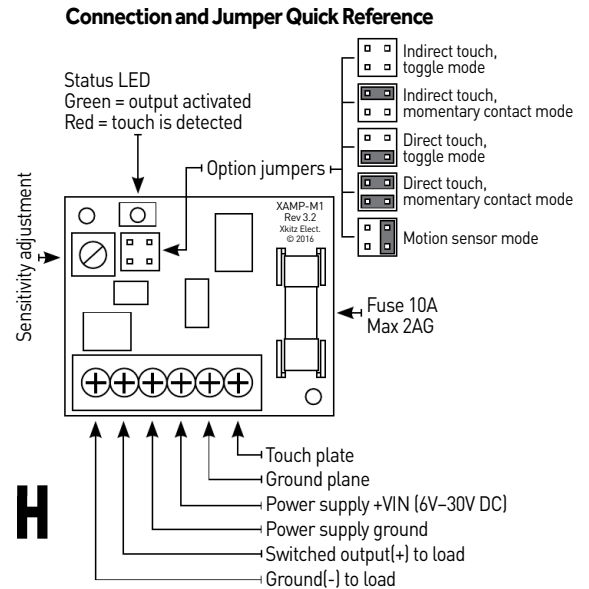 Connection and Jumper Quick Reference
Status LED
Green = output activated
Red = touch is detected
Option jumpers
Indirect touch,
toggle mode
Indirect touch,
momentary contact mode
Direct touch,
toggle mode
Direct touch,
momentary contact mode
Motion sensor mode
Sensitivity adjustment
XAMP-M1
Rev 3.2
Xkitz Elect.
© 2016
Fuse 10A
Max 2AG
Touch plate
Ground plane
Power supply +VIN (6V–30V DC)
Power supply ground
Switched output(+) to load
Ground(-) to load
H